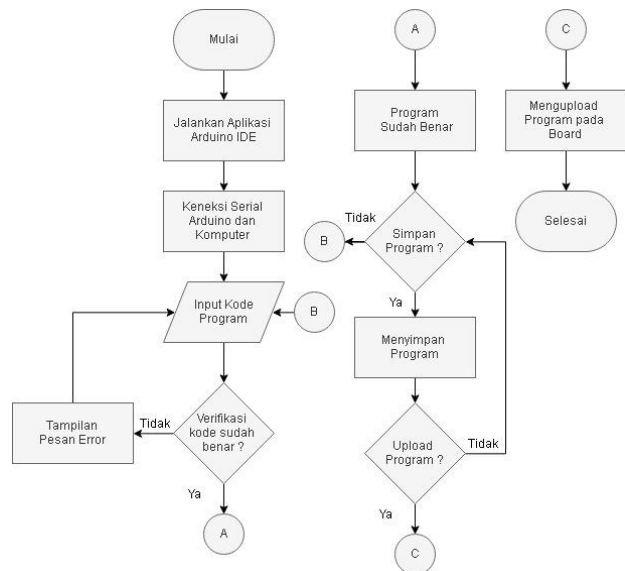 Mulai
Jalankan Aplikasi
Arduino IDE
Keneksi Serial
Arduino dan
Komputer
Input Kode
Program
B
Verifikasi
kode sudah
benar ?
Tidak
Tampilan
Pesan Error
Ya
A
A
Program
Sudah Benar
Simpan
Program ?
Tidak
B
Ya
Menyimpan
Program
Upload
Program ?
Tidak
Ya
C
C
Mengupload
Program pada
Board
Selesai